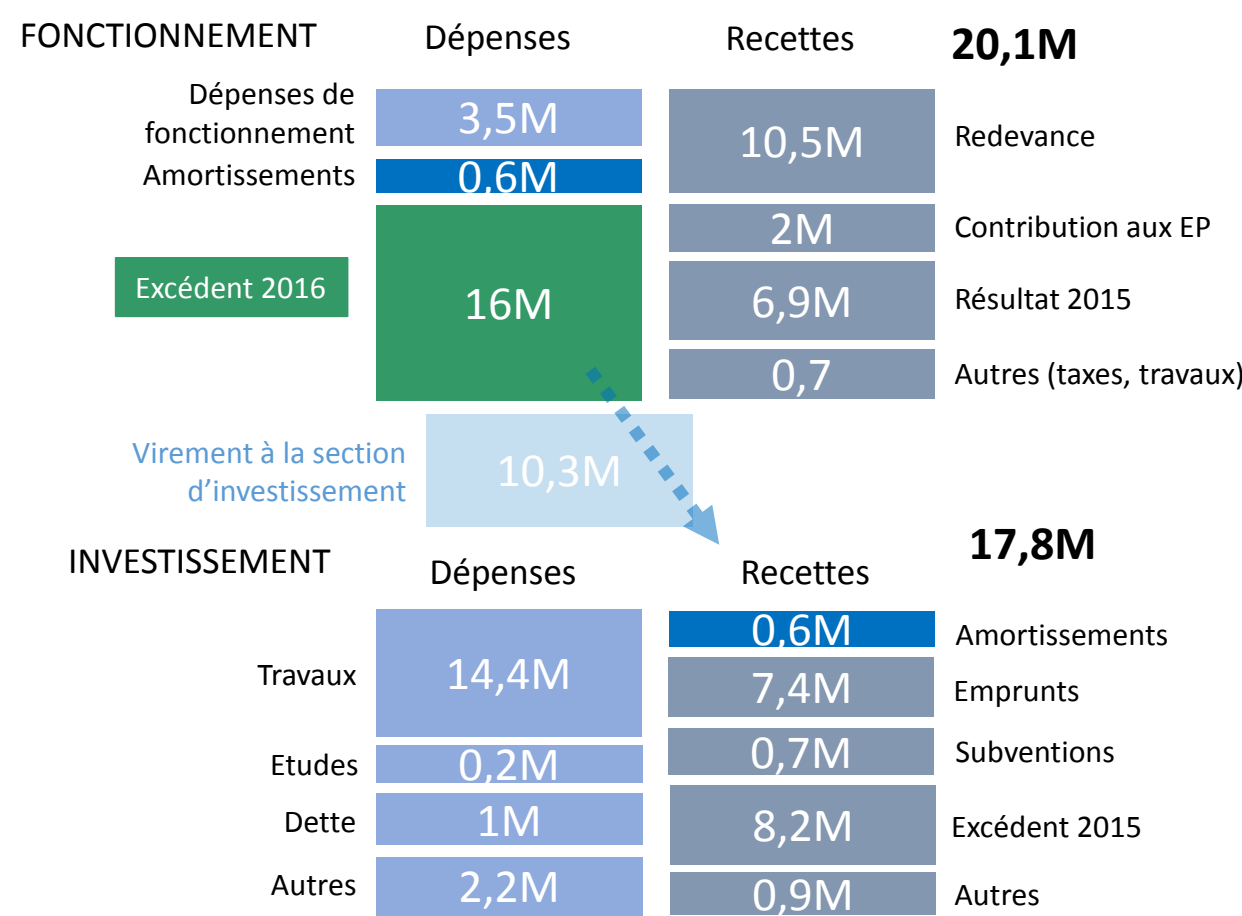 FONCTIONNEMENT Dépenses Recettes 20,1M
Dépenses de
fonctionnement 3,5M
Amortissements 0,6M
10,5M Redevance
2M Contribution aux EP
Excédent 2016 16M
6,9M Résultat 2015
0,7 Autres (taxes, travaux)
Virement à la section
d’investissement 10,3M
INVESTISSEMENT Dépenses Recettes 17,8M
Travaux 14,4M
0,6M Amortissements
7,4M Emprunts
Etudes 0,2M
0,7M Subventions
Dette 1M
8,2M Excédent 2015
Autres 2,2M
0,9M Autres